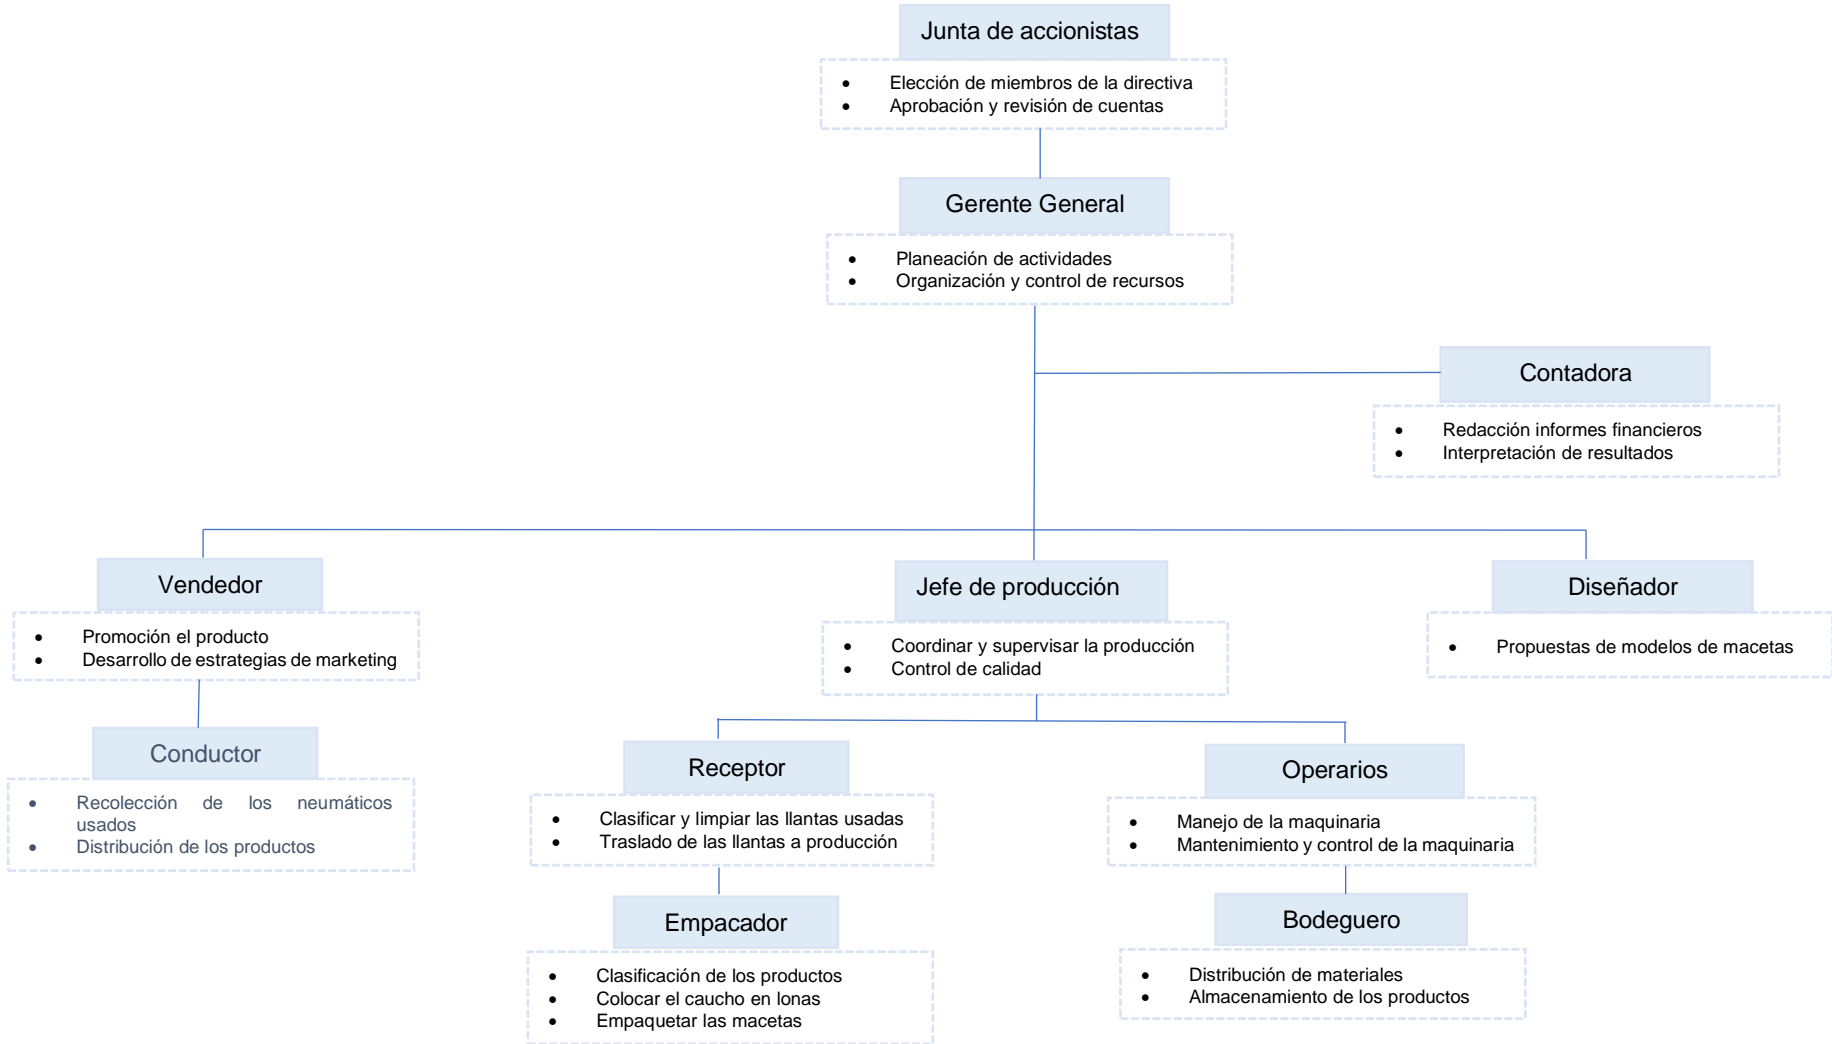 Junta de accionistas
• Elección de miembros de la directiva
• Aprobación y revisión de cuentas
Gerente General
• Planeación de actividades
• Organización y control de recursos
Contadora
• Redacción informes financieros
• Interpretación de resultados
Vendedor
• Promoción el producto
• Desarrollo de estrategias de marketing
Jefe de producción
• Coordinar y supervisar la producción
• Control de calidad
Diseñador
• Propuestas de modelos de macetas
Conductor
• Recolección de los neumáticos
usados
• Distribución de los productos
Receptor
• Clasificar y limpiar las llantas usadas
• Traslado de las llantas a producción
Operarios
• Manejo de la maquinaria
• Mantenimiento y control de la maquinaria
Empacador
• Clasificación de los productos
• Colocar el caucho en lonas
• Empaquetar las macetas
Bodeguero
• Distribución de materiales
• Almacenamiento de los productos